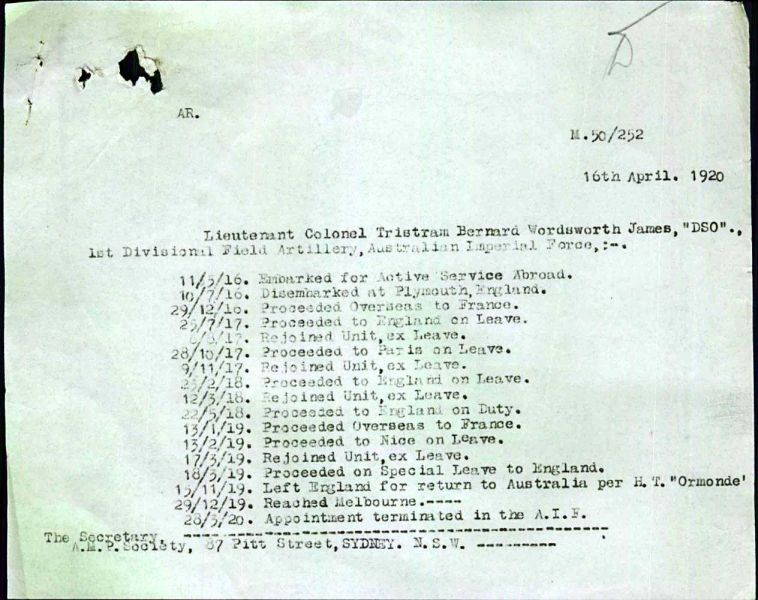 AR.
M.50/252
16th April. 1920
Lieutenant Colonel Tristram Bernard Wordsworth James, "DSO".,
1st Divisional Field Artillery, Australian Imperial Force,:-.
11/5/16. Embarked for Active Service Abroad.
10/7/16. Disembarked at Plymouth, England.
29/12/16. Proceeded Overseas to France.
25/7/17. Proceeded to England on Leave.
Rejoined Unit,ex Leave.
28/10/17. Proceeded to Paris on Leave.
9/11/17. Rejoined Unit,ex Leave.
25/2/18. Proceeded to England on Leave.
12/3/18. Rejoined Unit,ex Leave.
22/5/18. Proceeded to England on Duty.
13/1/19. Proceeded Overseas to France.
13/2/19. Proceeded to Nice on Leave.
17/3/19. Rejoined Unit,ex Leave.
18/3/19. Proceeded on Special Leave to England.
15/11/19. Left England for return to Australia per H.T. "Ormonde'
29/12/19. Reached Melbourne.----
28/3/20. Appointment terminated in the A.I.F.
The Secretary,
A.M.P. Society, 87 Pitt Street, SYDNEY. N.S.W. ---------